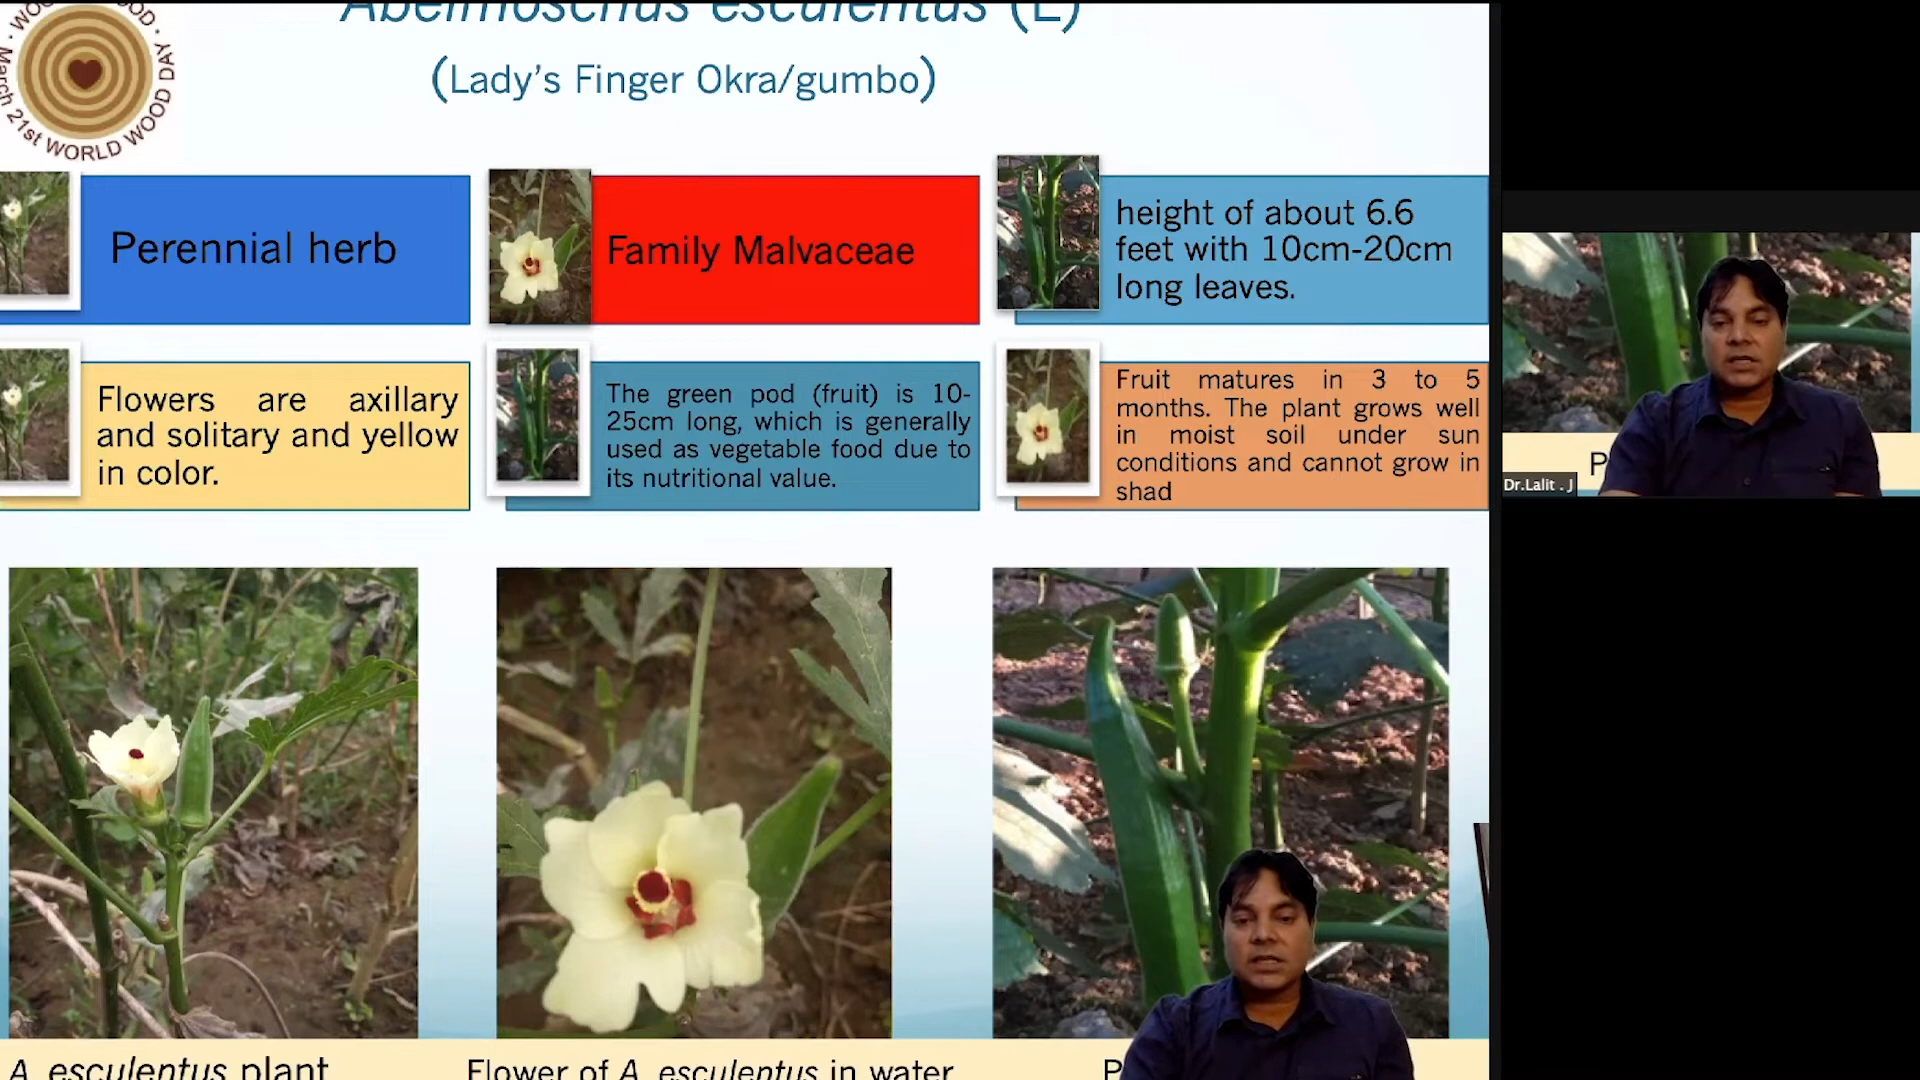 Abelmoschus esculentus (L)
(Lady's Finger Okra/gumbo)
March 21st WORLD WOOD DAY
Perennial herb
Family Malvaceae
height of about 6.6
feet with 10cm-20cm
long leaves.
Flowers are axillary
and solitary and yellow
in color.
The green pod (fruit) is 10-
25cm long, which is generally
used as vegetable food due to
its nutritional value.
Fruit matures in 3 to 5
months. The plant grows well
in moist soil under sun
conditions and cannot grow in
shad
P
Dr.Lalit . J
A. esculentus plant
Flower of A. esculentus in water
P